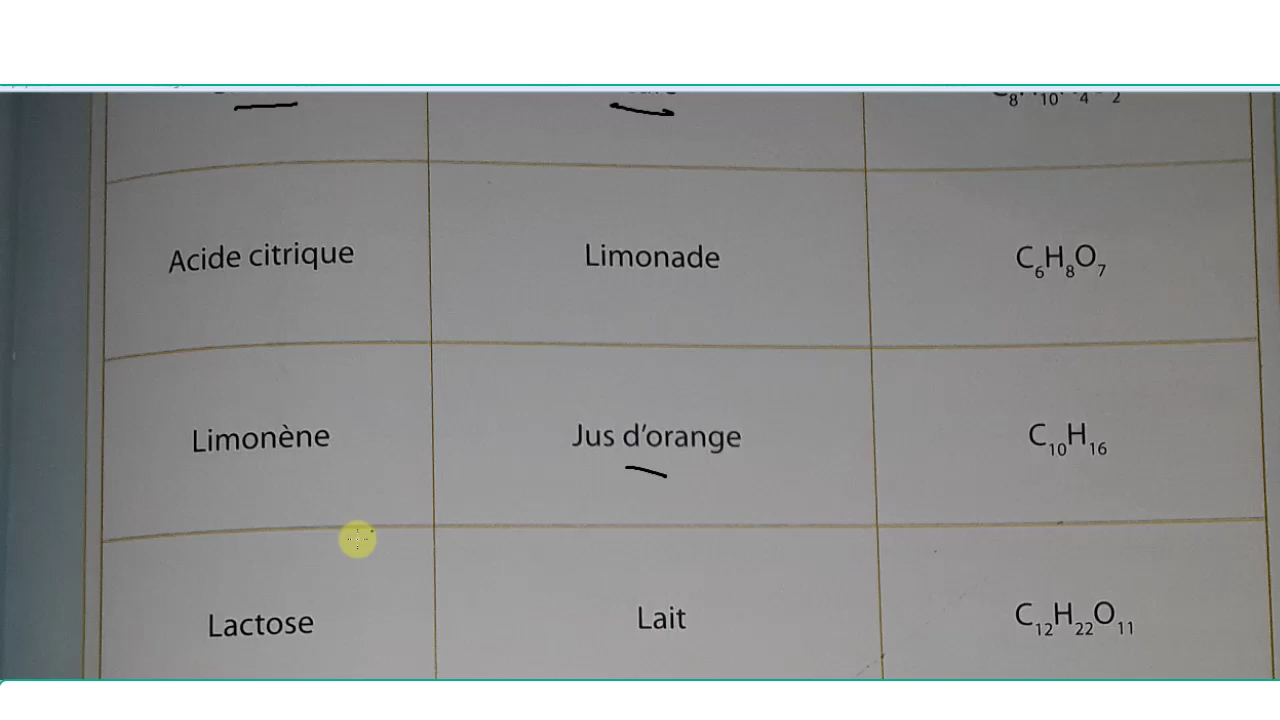 Acide citrique Limonade C₆H₈O₇
Limonène Jus d'orange C₁₀H₁₆
Lactose Lait C₁₂H₂₂O₁₁